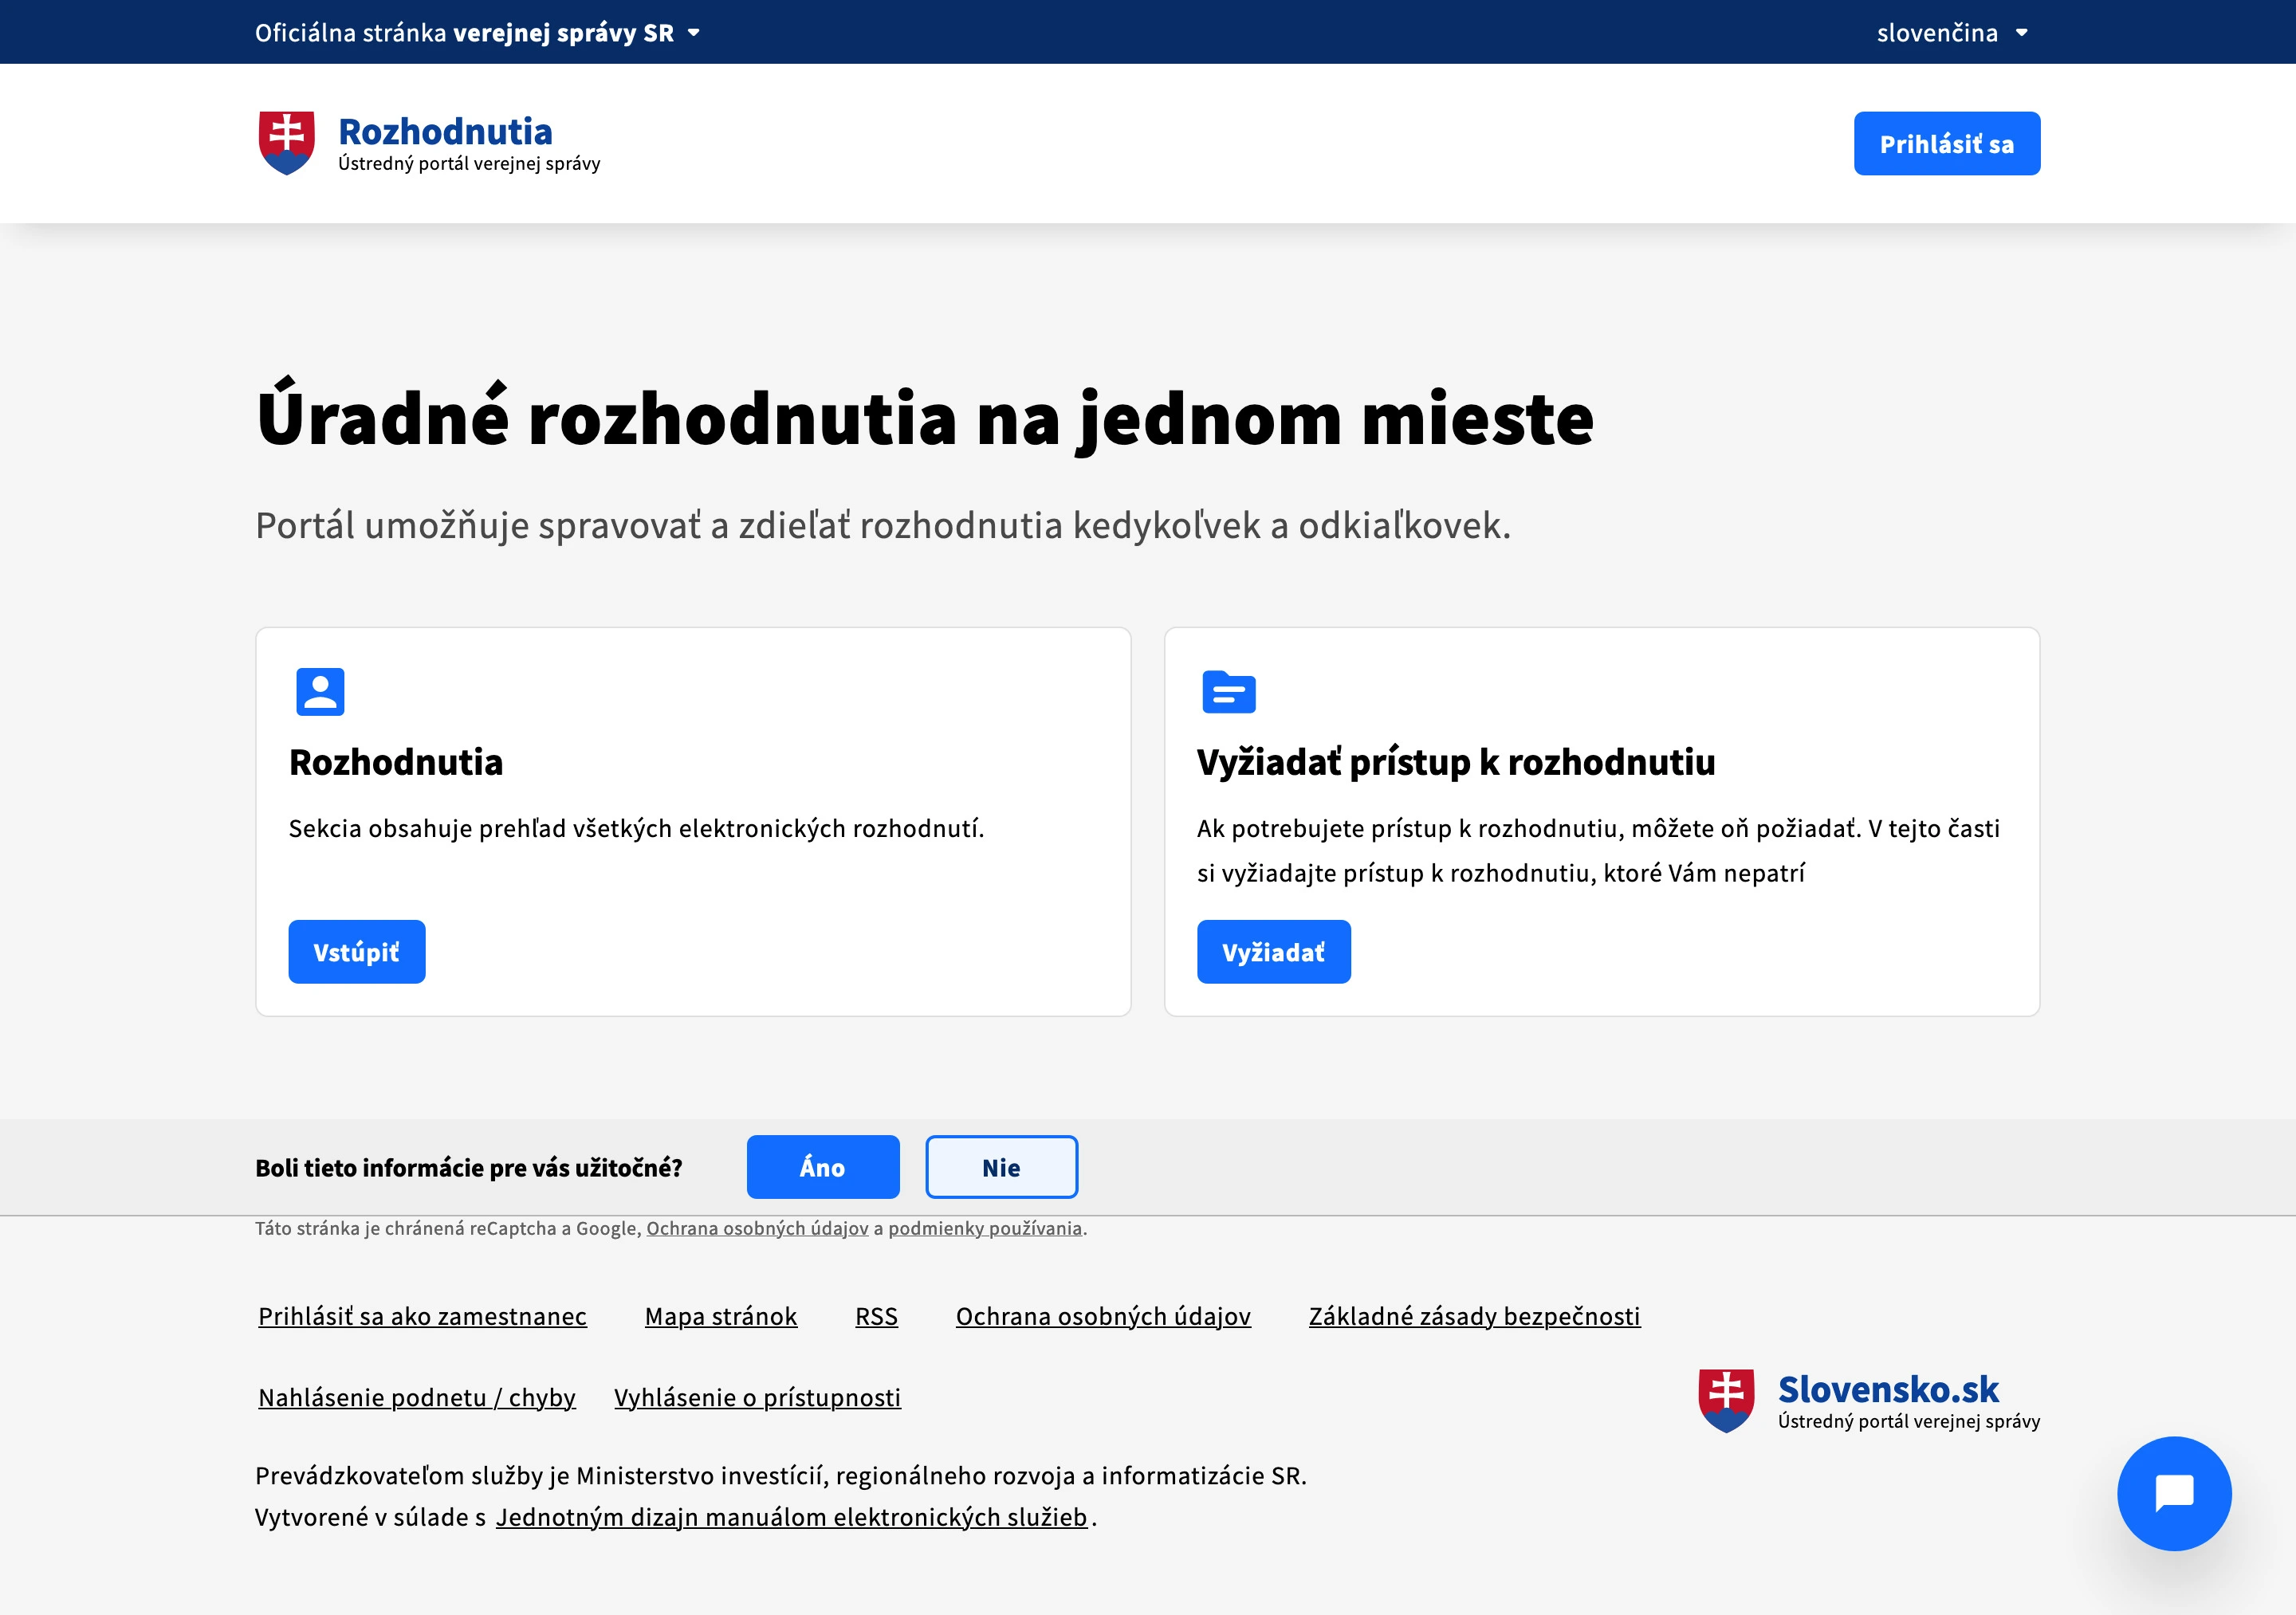 Oficiálna stránka verejnej správy SR
slovenčina
Rozhodnutia
Ústredný portál verejnej správy
Prihlásiť sa
Úradné rozhodnutia na jednom mieste
Portál umožňuje spravovať a zdieľať rozhodnutia kedykoľvek a odkiaľkovek.
Rozhodnutia
Sekcia obsahuje prehľad všetkých elektronických rozhodnutí.
Vstúpiť
Vyžiadať prístup k rozhodnutiu
Ak potrebujete prístup k rozhodnutiu, môžete oň požiadať. V tejto časti
si vyžiadajte prístup k rozhodnutiu, ktoré Vám nepatrí
Vyžiadať
Boli tieto informácie pre vás užitočné?
Áno
Nie
Táto stránka je chránená reCaptcha a Google, Ochrana osobných údajov a podmienky používania.
Prihlásiť sa ako zamestnanec
Mapa stránok
RSS
Ochrana osobných údajov
Základné zásady bezpečnosti
Nahlásenie podnetu / chyby
Vyhlásenie o prístupnosti
Slovensko.sk
Ústredný portál verejnej správy
Prevádzkovateľom služby je Ministerstvo investícií, regionálneho rozvoja a informatizácie SR.
Vytvorené v súlade s Jednotným dizajn manuálom elektronických služieb.